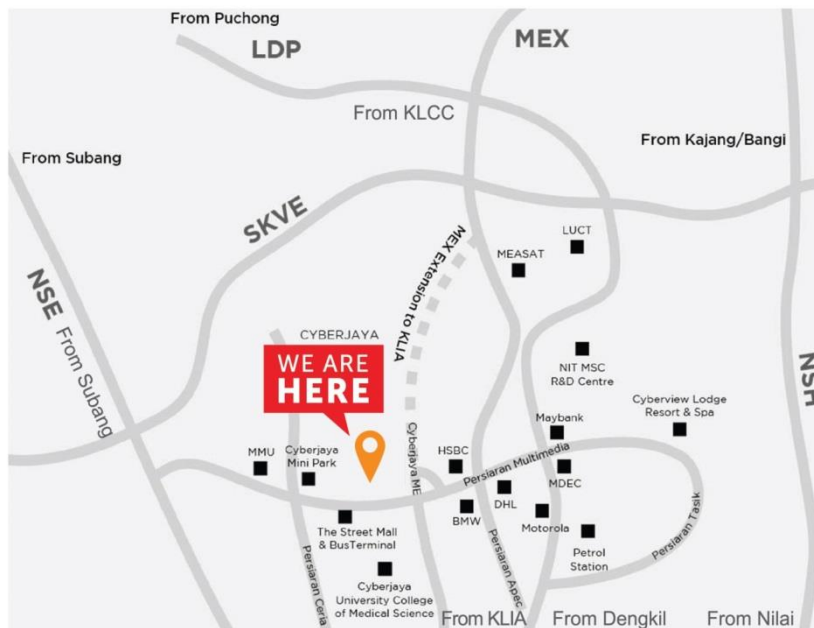 From Puchong
LDP
MEX
From KLCC
From Kajang/Bangi
From Subang
SKVE
MEX Extension to KLIA
LUCT
MEASAT
NSE
From Subang
CYBERJAYA
WE ARE
HERE
NIT MSC
R&D Centre
NSH
Cyberview Lodge
Resort & Spa
Maybank
MMU
Cyberjaya
Mini Park
Cyberjaya ME
HSBC
Persiaran Multimedia
MDEC
DHL
BMW
Motorola
Petrol
Station
Persiaran Tasik
The Street Mall
& BusTerminal
Persiaran Ceria
Persiaran Apec
Cyberjaya
University College
of Medical Science
From KLIA
From Dengkil
From Nilai